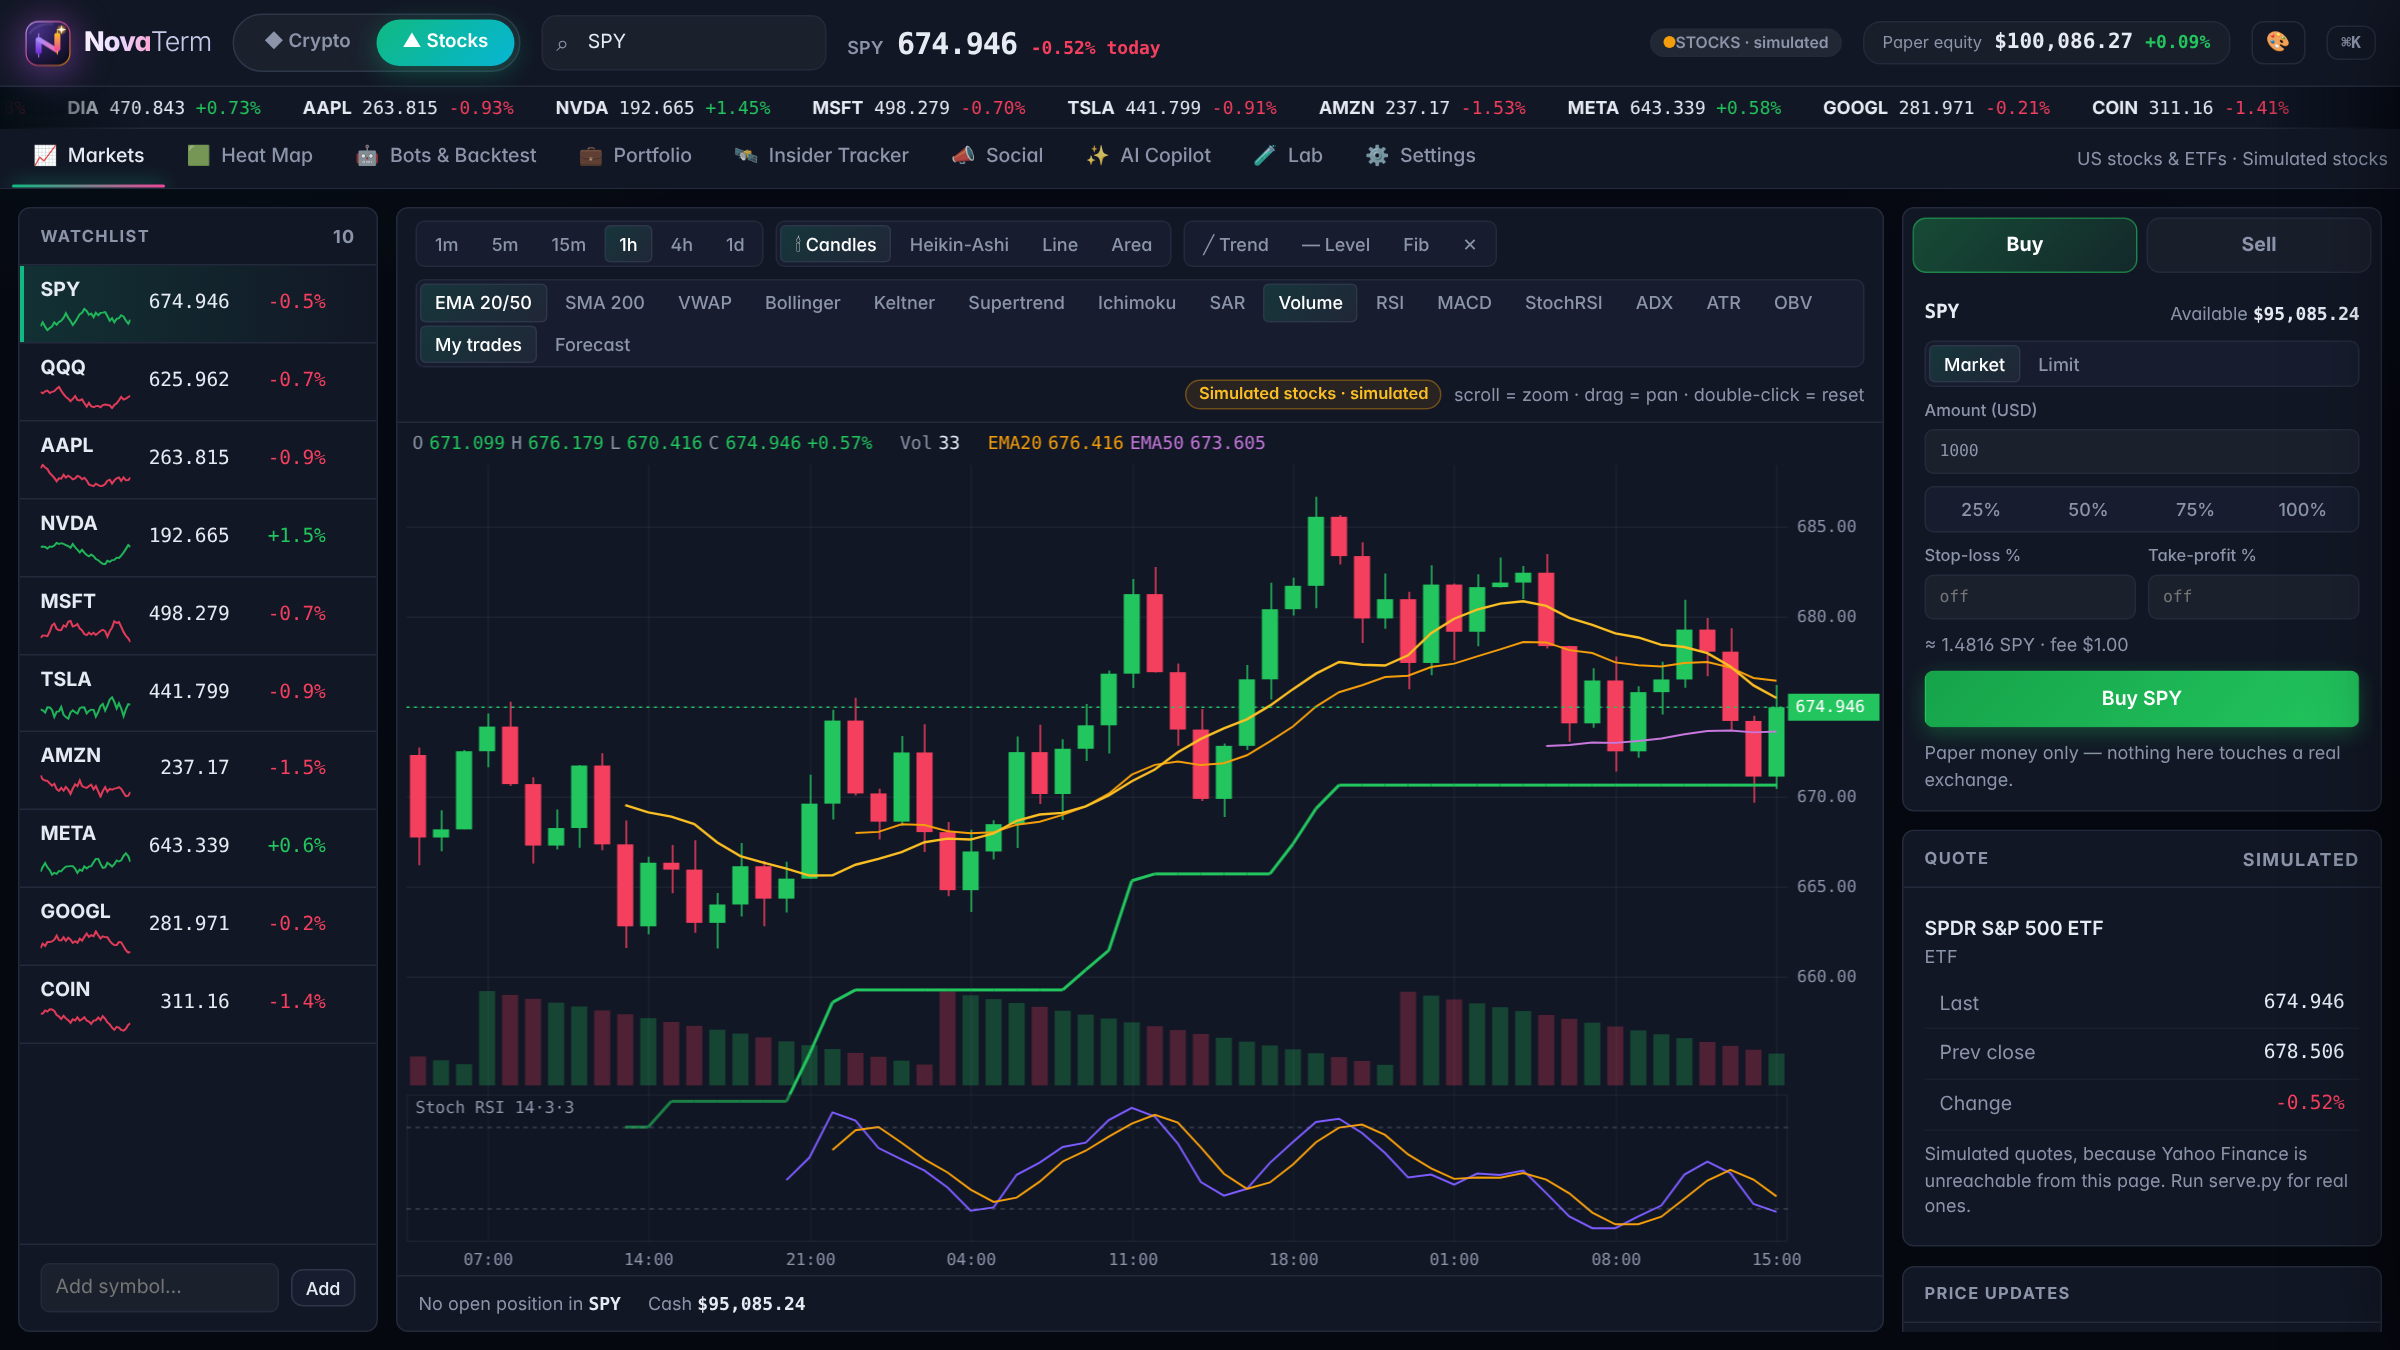 NovaTerm
◆ Crypto ▲ Stocks
SPY
SPY 674.946 -0.52% today
STOCKS · simulated
Paper equity $100,086.27 +0.09%
⌘K
DIA 470.843 +0.73% AAPL 263.815 -0.93% NVDA 192.665 +1.45% MSFT 498.279 -0.70% TSLA 441.799 -0.91% AMZN 237.17 -1.53% META 643.339 +0.58% GOOGL 281.971 -0.21% COIN 311.16 -1.41%
Markets Heat Map Bots & Backtest Portfolio Insider Tracker Social AI Copilot Lab Settings
US stocks & ETFs · Simulated stocks
WATCHLIST 10
SPY 674.946 -0.5%
QQQ 625.962 -0.7%
AAPL 263.815 -0.9%
NVDA 192.665 +1.5%
MSFT 498.279 -0.7%
TSLA 441.799 -0.9%
AMZN 237.17 -1.5%
META 643.339 +0.6%
GOOGL 281.971 -0.2%
COIN 311.16 -1.4%
Add symbol... Add
1m 5m 15m 1h 4h 1d Candles Heikin-Ashi Line Area ╱ Trend — Level Fib ✕
EMA 20/50 SMA 200 VWAP Bollinger Keltner Supertrend Ichimoku SAR Volume RSI MACD StochRSI ADX ATR OBV
My trades Forecast
Simulated stocks · simulated scroll = zoom · drag = pan · double-click = reset
O 671.099 H 676.179 L 670.416 C 674.946 +0.57% Vol 33 EMA20 676.416 EMA50 673.605
685.00
680.00
674.946
670.00
665.00
660.00
Stoch RSI 14·3·3
07:00 14:00 21:00 04:00 11:00 18:00 01:00 08:00 15:00
No open position in SPY Cash $95,085.24
Buy Sell
SPY Available $95,085.24
Market Limit
Amount (USD)
1000
25% 50% 75% 100%
Stop-loss % Take-profit %
off off
≈ 1.4816 SPY · fee $1.00
Buy SPY
Paper money only — nothing here touches a real
exchange.
QUOTE SIMULATED
SPDR S&P 500 ETF
ETF
Last 674.946
Prev close 678.506
Change -0.52%
Simulated quotes, because Yahoo Finance is
unreachable from this page. Run serve.py for real
ones.
PRICE UPDATES